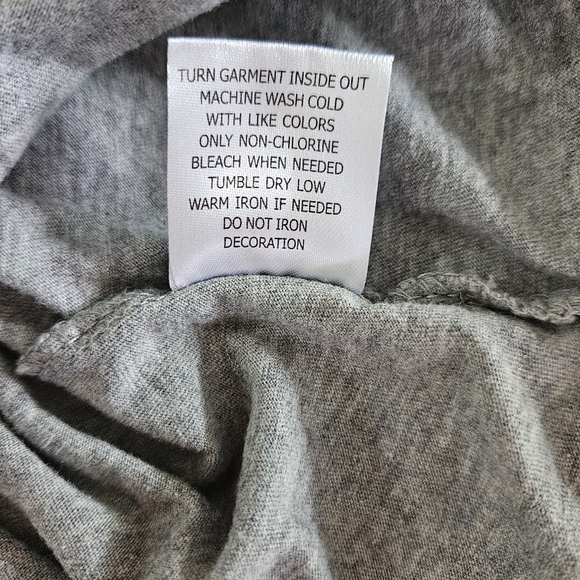 TURN GARMENT INSIDE OUT
MACHINE WASH COLD
WITH LIKE COLORS
ONLY NON-CHLORINE
BLEACH WHEN NEEDED
TUMBLE DRY LOW
WARM IRON IF NEEDED
DO NOT IRON
DECORATION